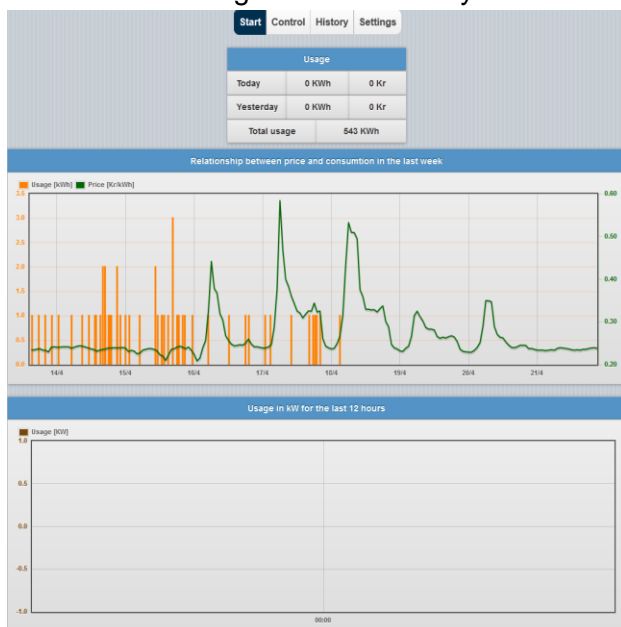 Start Control History Settings
Usage
Today 0 KWh 0 Kr
Yesterday 0 KWh 0 Kr
Total usage 543 KWh
Relationship between price and consumtion in the last week
Usage [kWh] Price [Kr/kWh]
3.5 0.60
3.0
2.5 0.50
2.0 0.40
1.5
1.0 0.30
0.5
0.0 0.20
14/4 15/4 16/4 17/4 18/4 19/4 20/4 21/4
Usage in kW for the last 12 hours
Usage [KW]
1.0
0.5
0.0
-0.5
-1.0
00:00